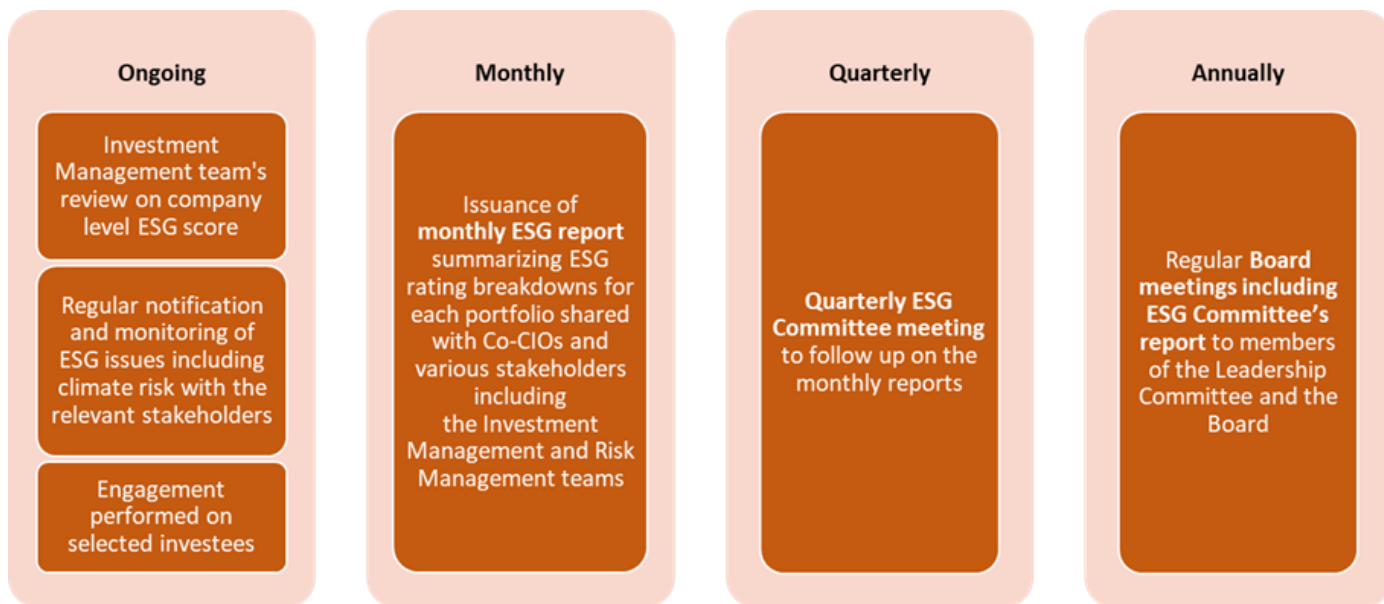 Ongoing
Investment
Management team's
review on company
level ESG score
Regular notification
and monitoring of
ESG issues including
climate risk with the
relevant stakeholders
Engagement
performed on
selected investees
Monthly
Issuance of
monthly ESG report
summarizing ESG
rating breakdowns for
each portfolio shared
with Co-CIOs and
various stakeholders
including
the Investment
Management and Risk
Management teams
Quarterly
Quarterly ESG
Committee meeting
to follow up on the
monthly reports
Annually
Regular Board
meetings including
ESG Committee’s
report to members
of the Leadership
Committee and the
Board